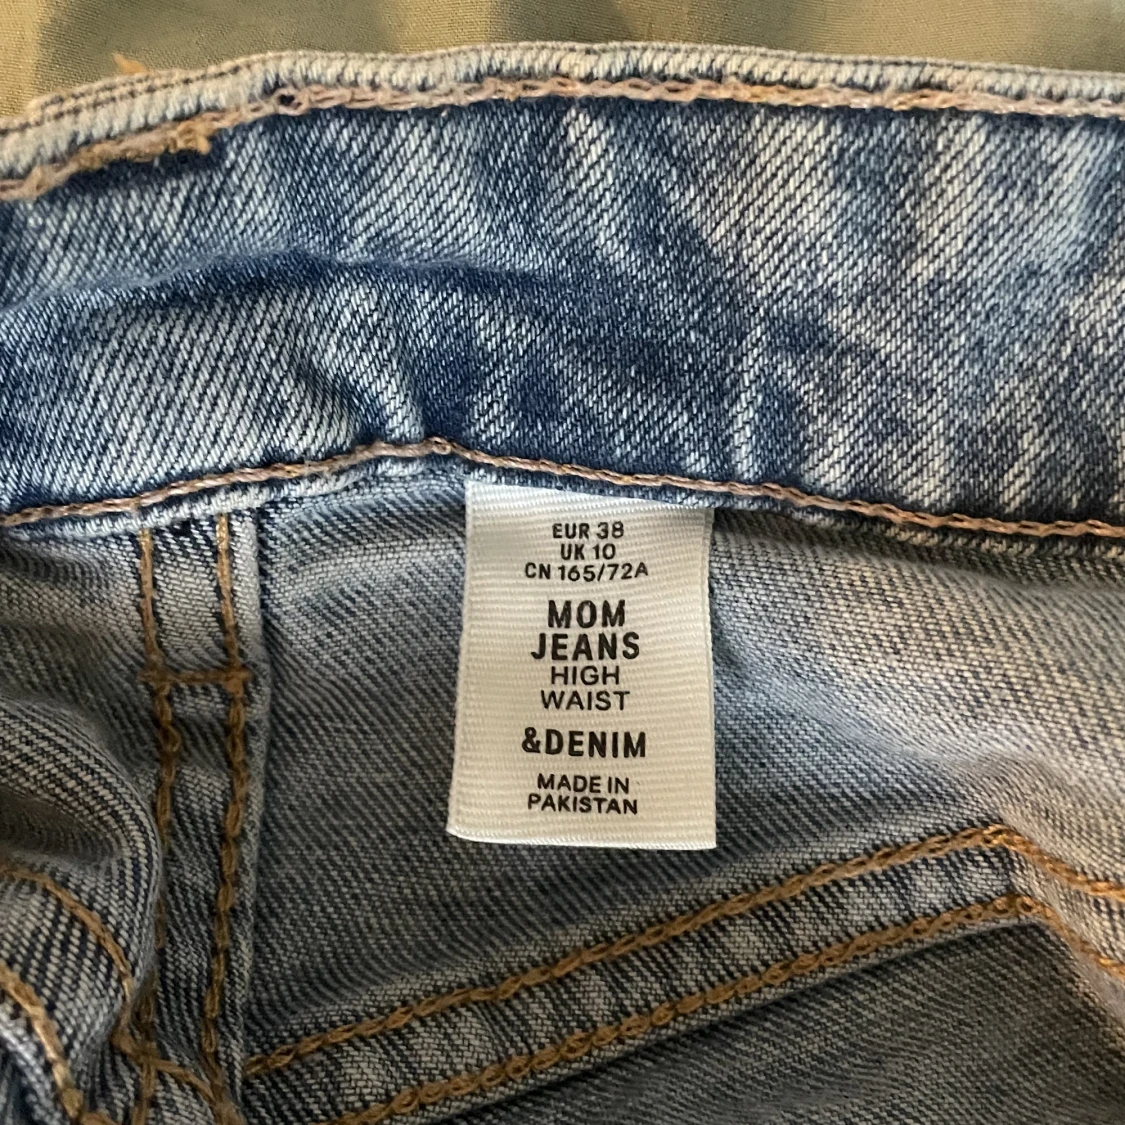 EUR 38
UK 10
CN 165/72A
MOM
JEANS
HIGH
WAIST
&DENIM
MADE IN
PAKISTAN